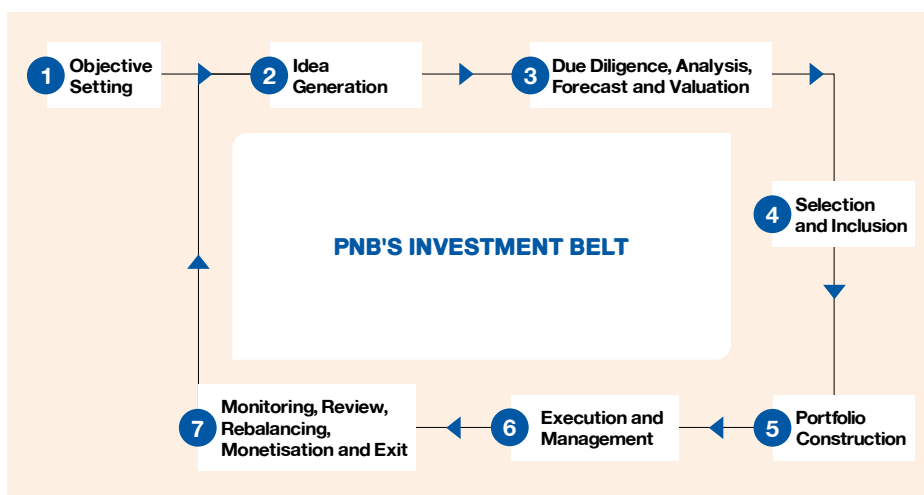 1
Objective
Setting
2
Idea
Generation
3
Due Diligence, Analysis,
Forecast and Valuation
4
Selection
and Inclusion
PNB'S INVESTMENT BELT
7
Monitoring, Review,
Rebalancing,
Monetisation and Exit
6
Execution and
Management
5
Portfolio
Construction